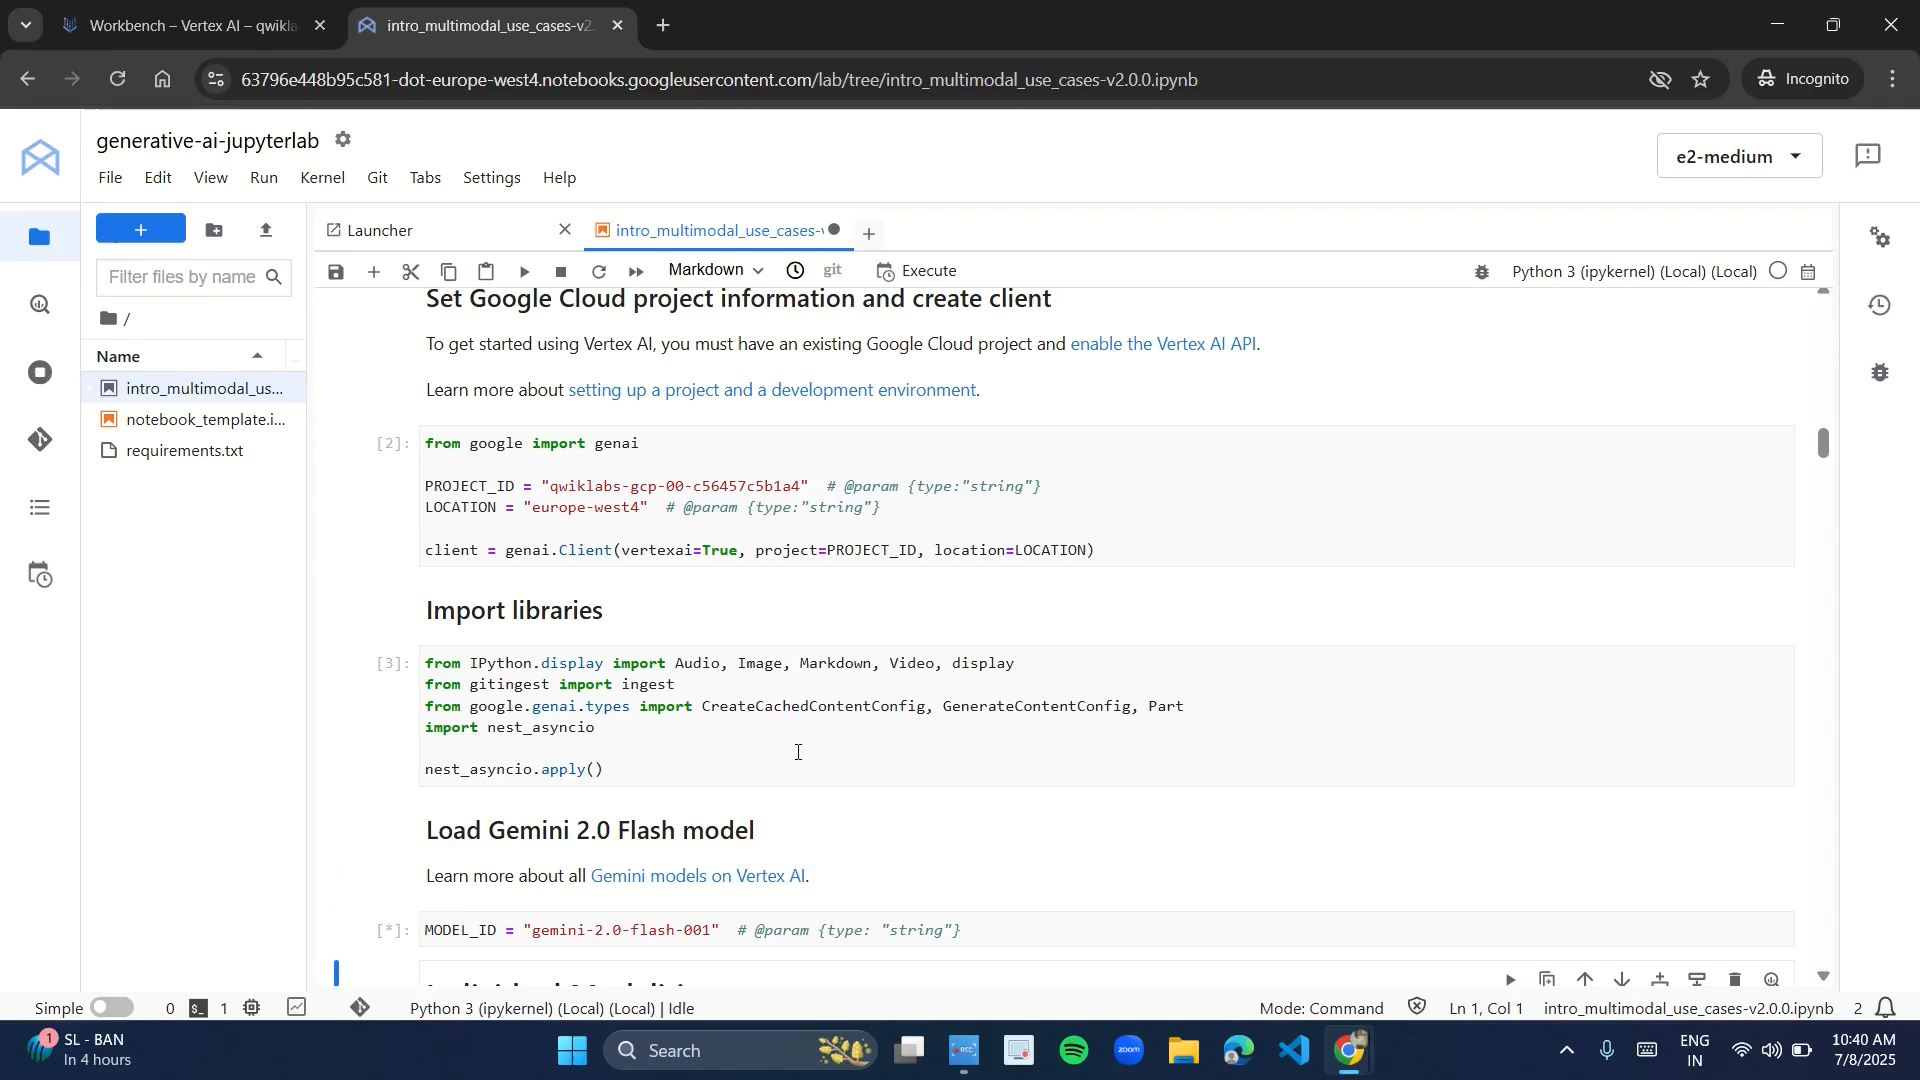 Workbench – Vertex AI – qwikla
intro_multimodal_use_cases-v2.
63796e448b95c581-dot-europe-west4.notebooks.googleusercontent.com/lab/tree/intro_multimodal_use_cases-v2.0.0.ipynb
Incognito
generative-ai-jupyterlab
e2-medium
File Edit View Run Kernel Git Tabs Settings Help
Launcher
intro_multimodal_use_cases-v
Filter files by name
Markdown
git
Execute
Python 3 (ipykernel) (Local) (Local)
/
Name
intro_multimodal_us...
notebook_template.i...
requirements.txt
Set Google Cloud project information and create client
To get started using Vertex AI, you must have an existing Google Cloud project and enable the Vertex AI API.
Learn more about setting up a project and a development environment.
[2]:
from google import genai
PROJECT_ID = "qwiklabs-gcp-00-c56457c5b1a4"  # @param {type:"string"}
LOCATION = "europe-west4"  # @param {type:"string"}
client = genai.Client(vertexai=True, project=PROJECT_ID, location=LOCATION)
Import libraries
[3]:
from IPython.display import Audio, Image, Markdown, Video, display
from gitingest import ingest
from google.genai.types import CreateCachedContentConfig, GenerateContentConfig, Part
import nest_asyncio
nest_asyncio.apply()
Load Gemini 2.0 Flash model
Learn more about all Gemini models on Vertex AI.
[*]:
MODEL_ID = "gemini-2.0-flash-001"  # @param {type: "string"}
Simple
0
1
Python 3 (ipykernel) (Local) (Local) | Idle
Mode: Command
Ln 1, Col 1
intro_multimodal_use_cases-v2.0.0.ipynb
2
1
SL - BAN
In 4 hours
Search
REC
zoom
ENG
IN
10:40 AM
7/8/2025